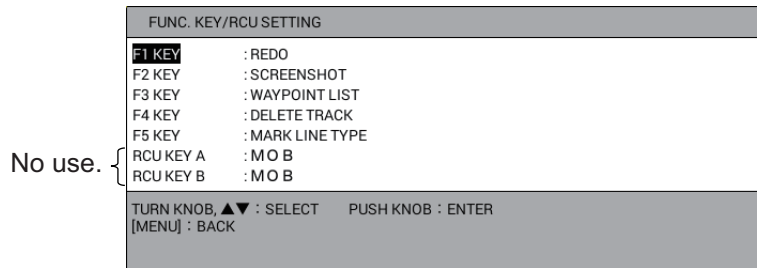 FUNC. KEY/RCU SETTING
F1 KEY : REDO
F2 KEY : SCREENSHOT
F3 KEY : WAYPOINT LIST
F4 KEY : DELETE TRACK
F5 KEY : MARK LINE TYPE
No use.
RCU KEY A : M O B
RCU KEY B : M O B
TURN KNOB, ▲▼ : SELECT PUSH KNOB : ENTER
[MENU] : BACK